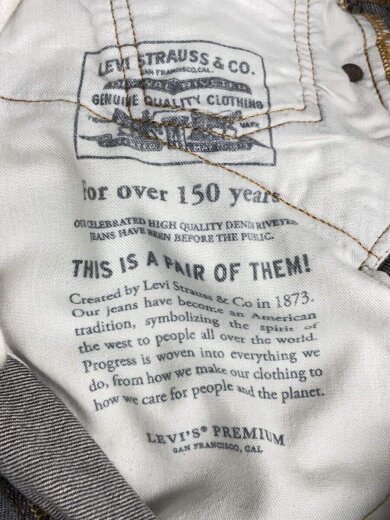 LEVI STRAUSS & CO.
SAN FRANCISCO, CAL.
GENUINE QUALITY CLOTHING
MARK
For over 150 years
OUR CELEBRATED HIGH QUALITY DENIM RIVETED
JEANS HAVE BEEN BEFORE THE PUBLIC.
THIS IS A PAIR OF THEM!
Created by Levi Strauss & Co in 1873.
Our jeans have become an American
tradition, symbolizing the spirit of
the west to people all over the world.
Progress is woven into everything we
do, from how we make our clothing to
how we care for people and the planet.
LEVI'S® PREMIUM
SAN FRANCISCO, CAL